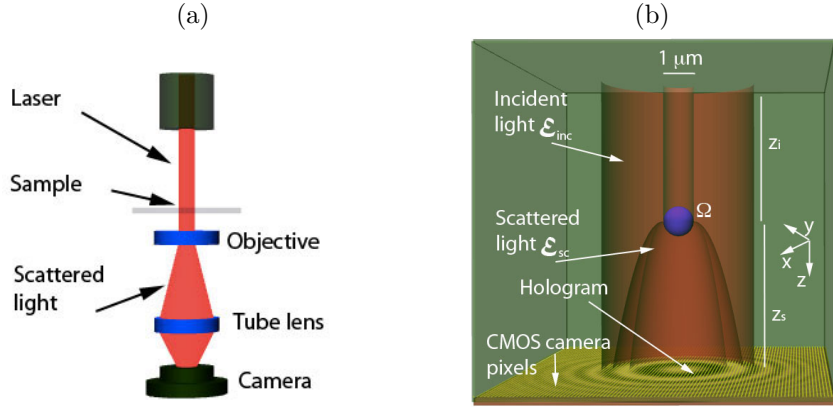 (a)
Laser
Sample
Objective
Scattered
light
Tube lens
Camera
(b)
1 μm
Incident
light 𝓔inc
zi
Ω
Scattered
light 𝓔sc
y
x
z
Hologram
zs
CMOS camera
pixels